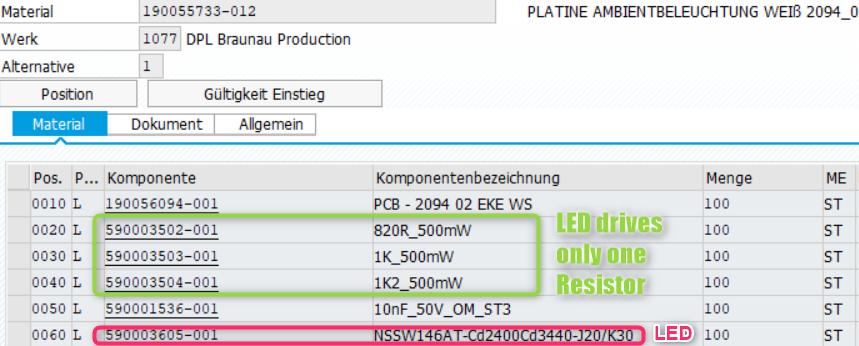 Material 190055733-012 PLATINE AMBIENTBELEUCHTUNG WEIß 2094_0
Werk 1077 DPL Braunau Production
Alternative 1
Position Gültigkeit Einstieg
Material Dokument Allgemein
Pos. P... Komponente Komponentenbezeichnung Menge ME
0010 L 190056094-001 PCB - 2094 02 EKE WS 100 ST
0020 L 590003502-001 820R_500mW 100 ST
0030 L 590003503-001 1K_500mW 100 ST
0040 L 590003504-001 1K2_500mW 100 ST
LED drives
only one
Resistor
0050 L 590001536-001 10nF_50V_OM_ST3 100 ST
0060 L 590003605-001 NSSW146AT-Cd2400Cd3440-J20/K30 LED 100 ST